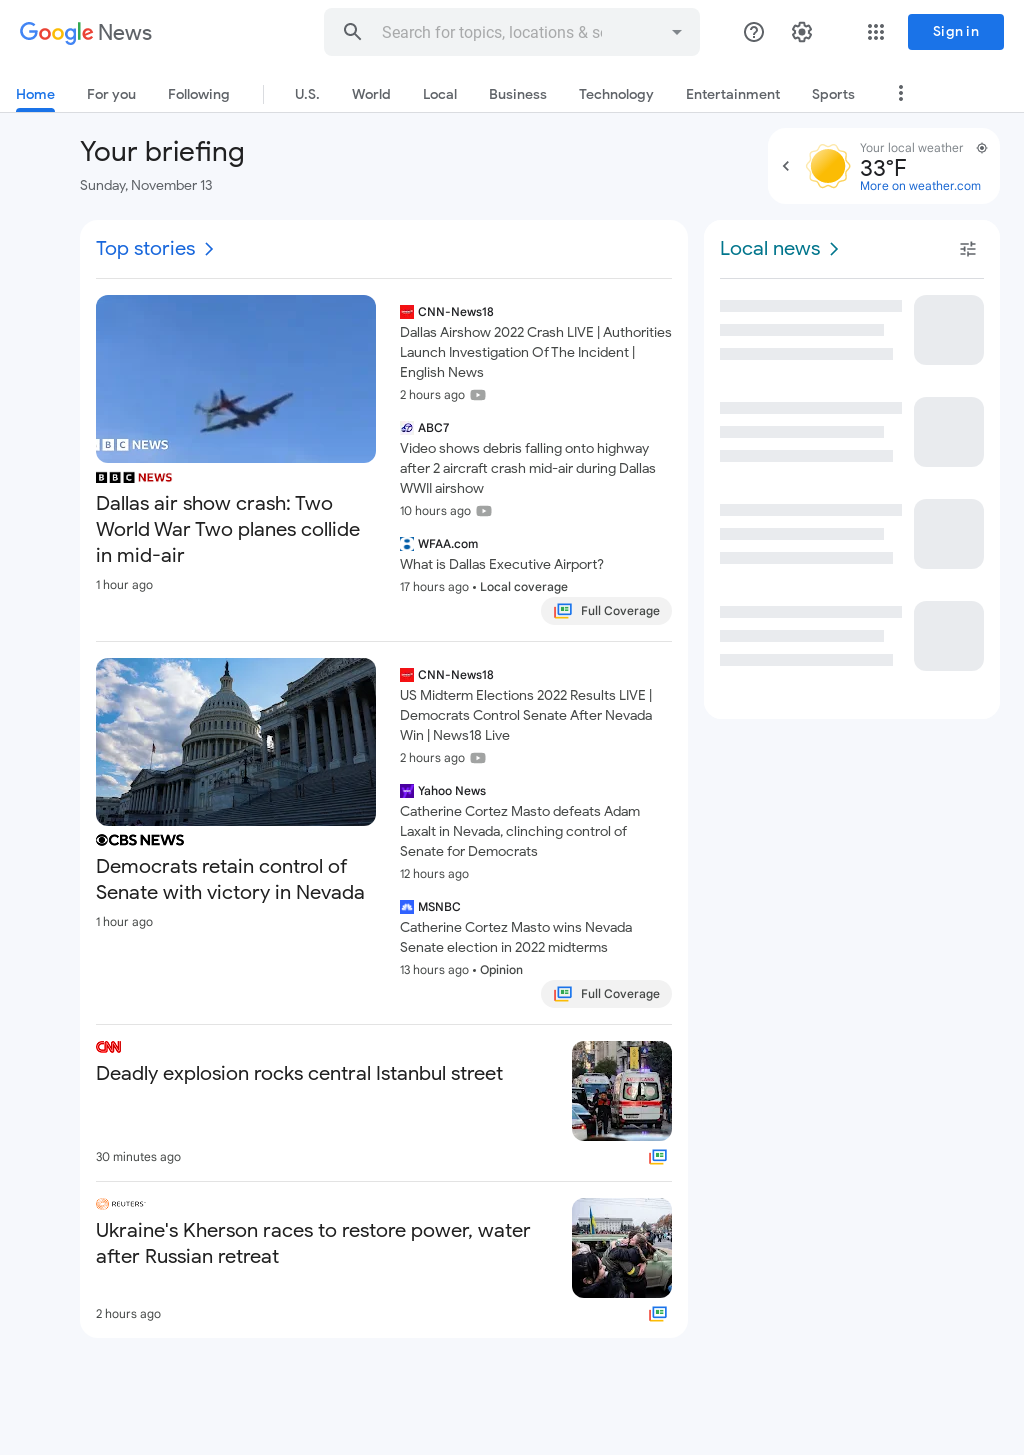 Google News
Search for topics, locations & so
Sign in
Home
For you
Following
U.S.
World
Local
Business
Technology
Entertainment
Sports
Your briefing
Sunday, November 13
Your local weather
33°F
More on weather.com
Top stories
BBC NEWS
BBC NEWS
Dallas air show crash: Two
World War Two planes collide
in mid-air
1 hour ago
CNN-News18
Dallas Airshow 2022 Crash LIVE | Authorities
Launch Investigation Of The Incident |
English News
2 hours ago
ABC7
Video shows debris falling onto highway
after 2 aircraft crash mid-air during Dallas
WWII airshow
10 hours ago
WFAA.com
What is Dallas Executive Airport?
17 hours ago • Local coverage
Full Coverage
CBS NEWS
Democrats retain control of
Senate with victory in Nevada
1 hour ago
CNN-News18
US Midterm Elections 2022 Results LIVE |
Democrats Control Senate After Nevada
Win | News18 Live
2 hours ago
Yahoo News
Catherine Cortez Masto defeats Adam
Laxalt in Nevada, clinching control of
Senate for Democrats
12 hours ago
MSNBC
Catherine Cortez Masto wins Nevada
Senate election in 2022 midterms
13 hours ago • Opinion
Full Coverage
CNN
Deadly explosion rocks central Istanbul street
30 minutes ago
REUTERS
Ukraine's Kherson races to restore power, water
after Russian retreat
2 hours ago
Local news